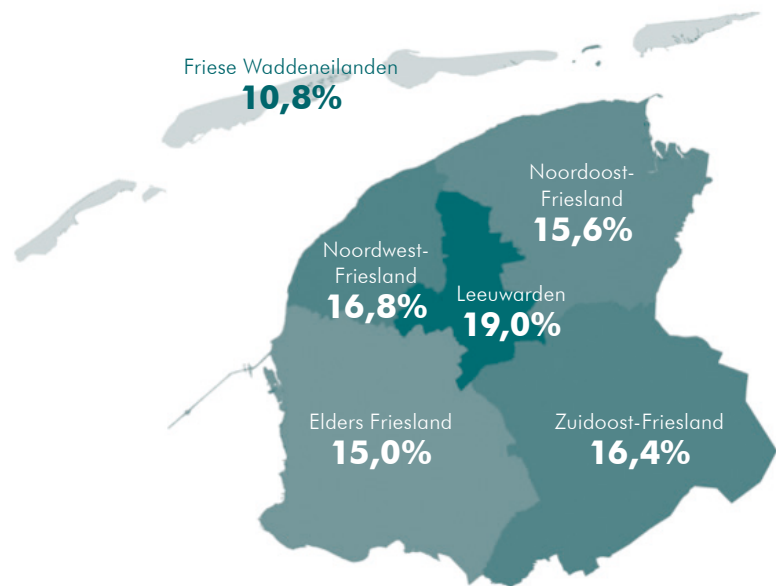 Friese Waddeneilanden
10,8%
Noordoost-
Friesland
15,6%
Noordwest-
Friesland
16,8%
Leeuwarden
19,0%
Elders Friesland
15,0%
Zuidoost-Friesland
16,4%